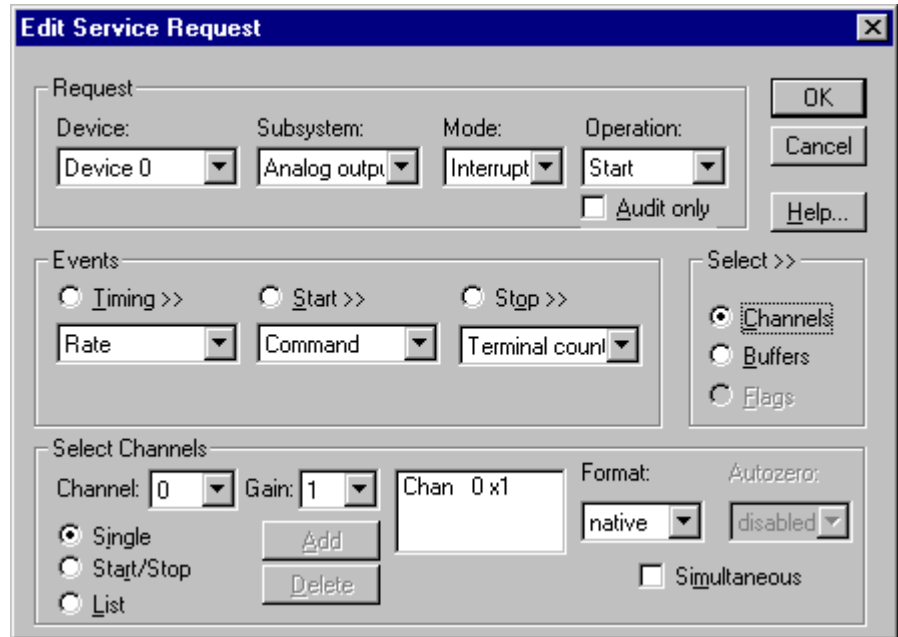 Edit Service Request
Request
OK
Device: Subsystem: Mode: Operation:
Device 0 Analog outpu Interrupt Start
Cancel
Audit only
Help...
Events
Select >>
Timing >> Start >> Stop >>
Channels
Rate Command Terminal count
Buffers
Flags
Select Channels
Channel: 0 Gain: 1 Chan 0 x1 Format: Autozero:
native disabled
Single Add
Start/Stop Delete Simultaneous
List